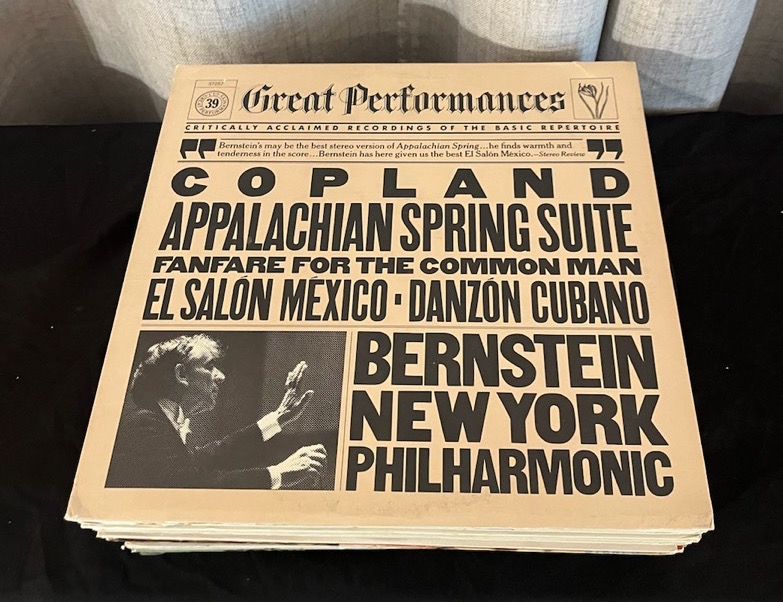 37257
39
Great Performances
CRITICALLY ACCLAIMED RECORDINGS OF THE BASIC REPERTOIRE
"Bernstein's may be the best stereo version of Appalachian Spring...he finds warmth and
tenderness in the score...Bernstein has here given us the best El Salón México.—Stereo Review"
COPLAND
APPALACHIAN SPRING SUITE
FANFARE FOR THE COMMON MAN
EL SALÓN MÉXICO · DANZÓN CUBANO
BERNSTEIN
NEW YORK
PHILHARMONIC